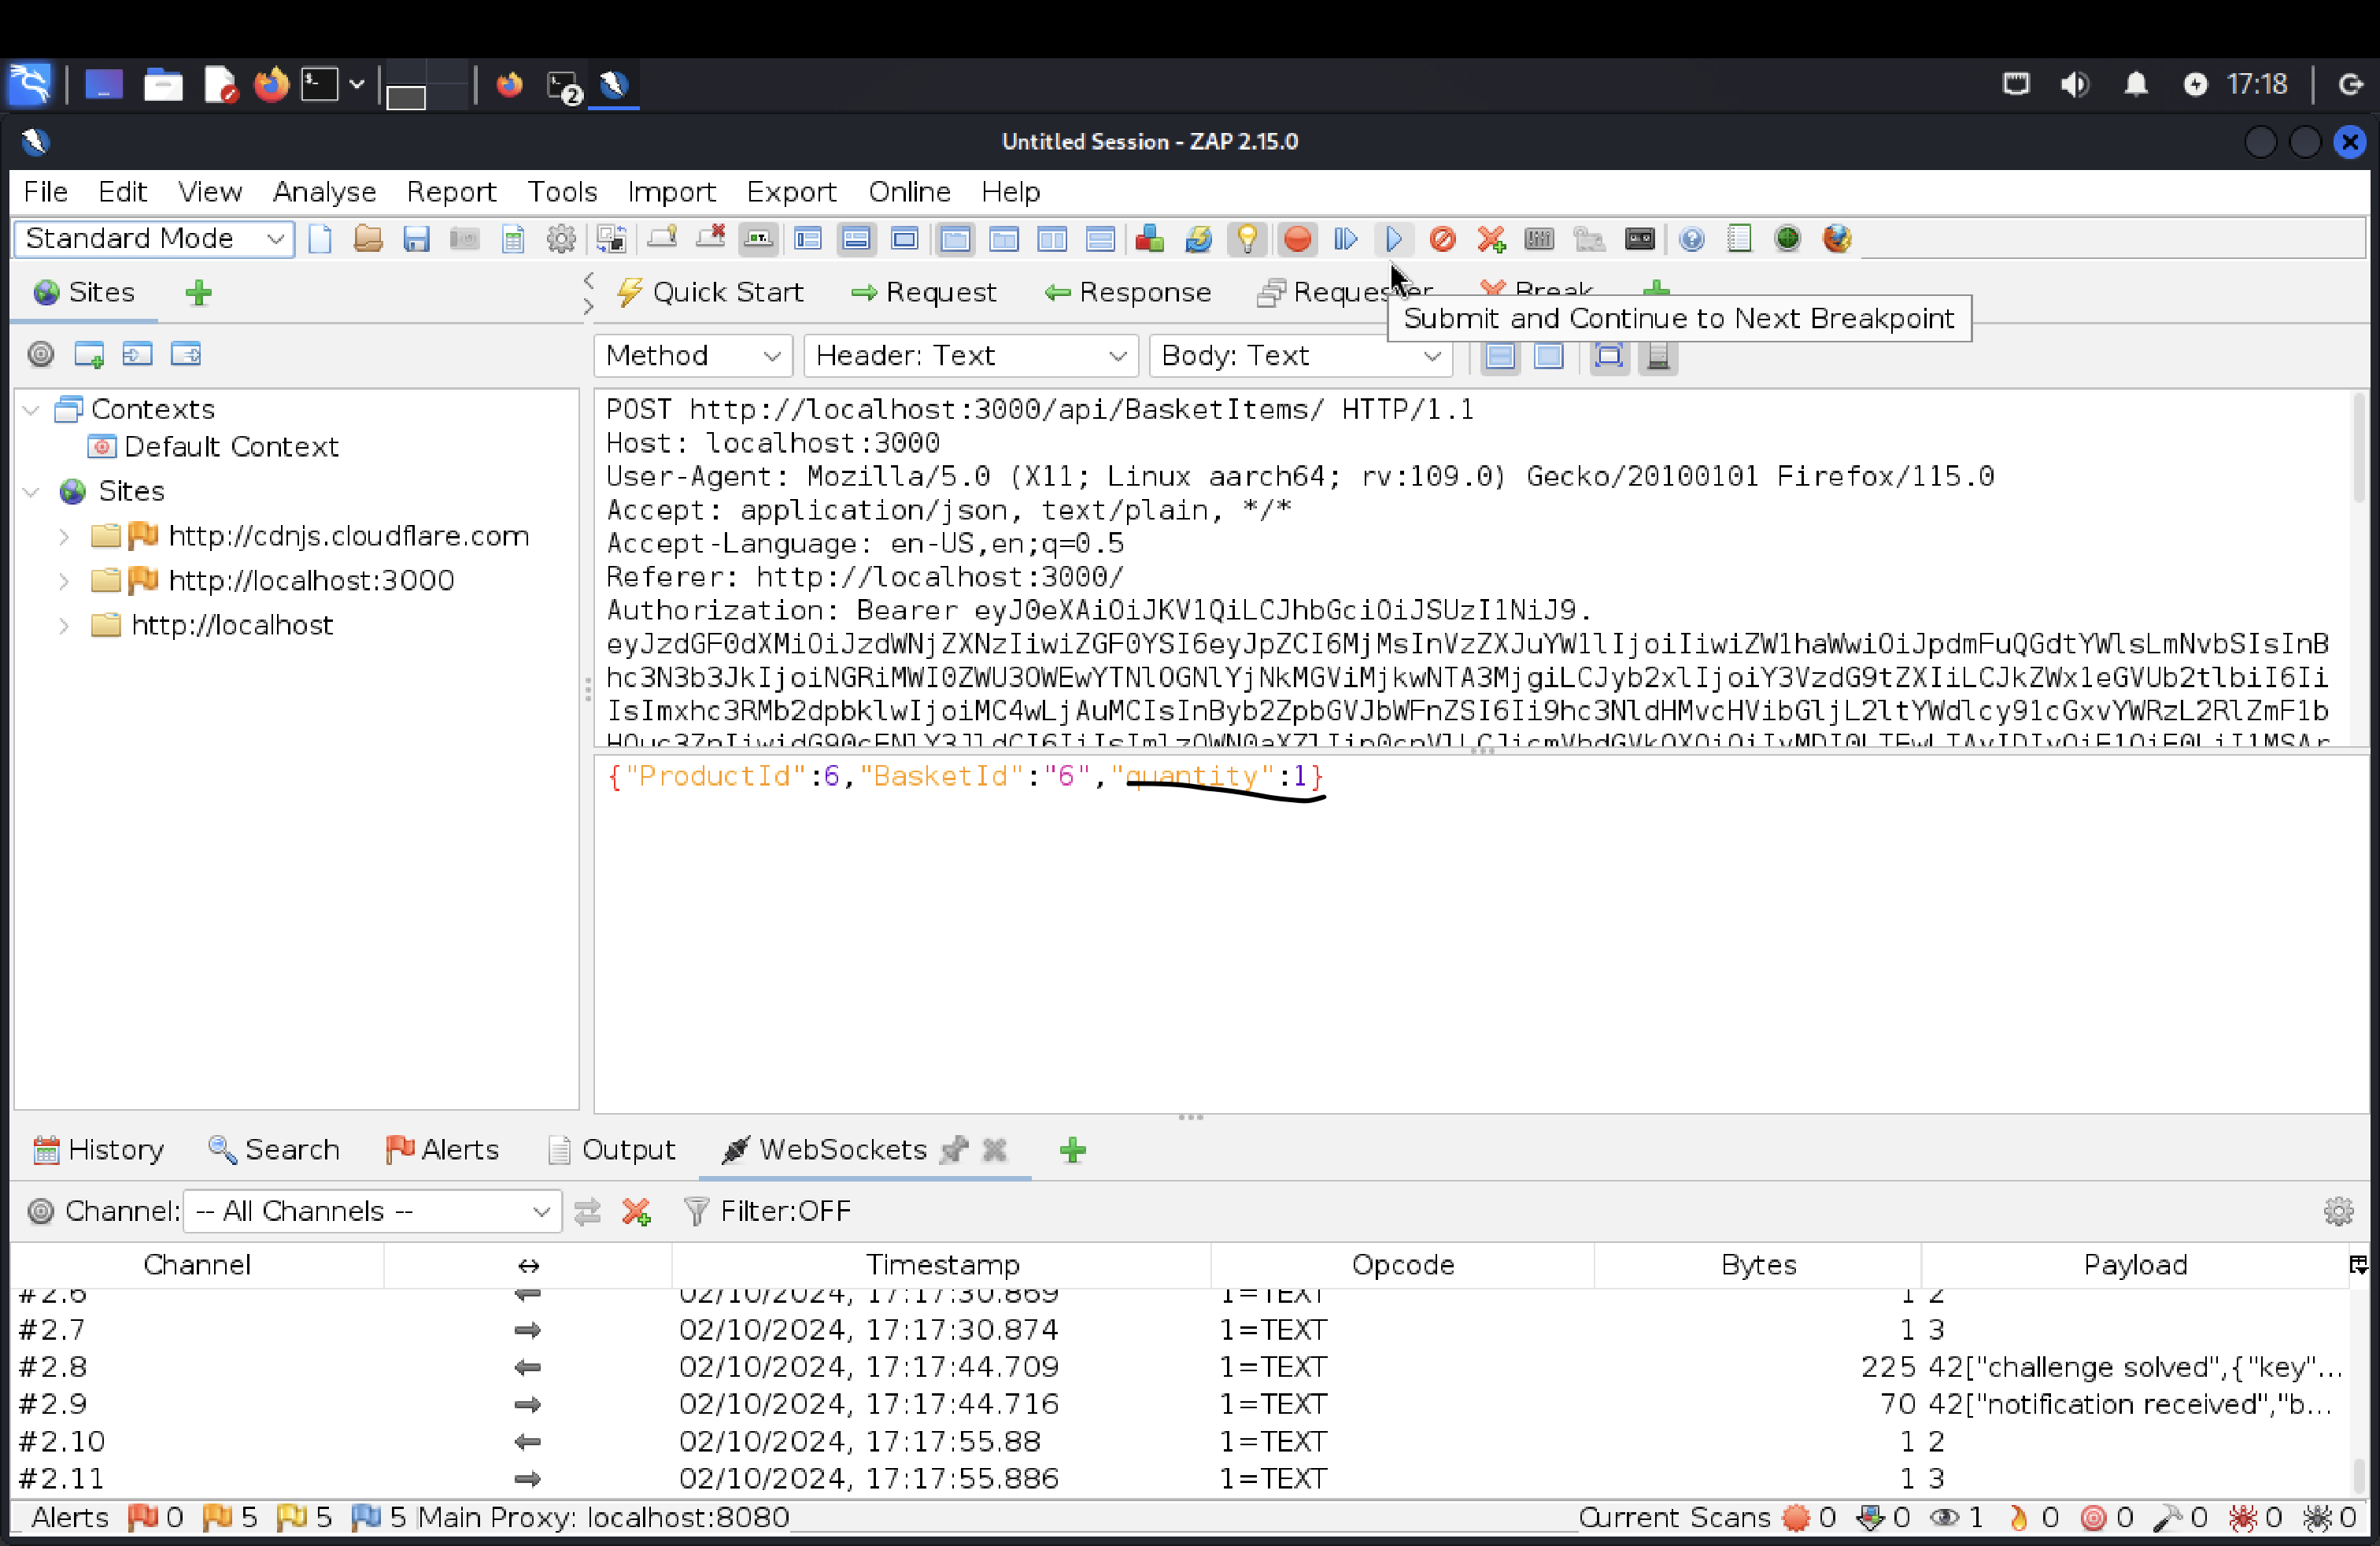 2
17:18
Untitled Session - ZAP 2.15.0
File Edit View Analyse Report Tools Import Export Online Help
Standard Mode
Sites
Quick Start Request Response Requester Break
Submit and Continue to Next Breakpoint
Method Header: Text Body: Text
Contexts
Default Context
Sites
http://cdnjs.cloudflare.com
http://localhost:3000
http://localhost
POST http://localhost:3000/api/BasketItems/ HTTP/1.1
Host: localhost:3000
User-Agent: Mozilla/5.0 (X11; Linux aarch64; rv:109.0) Gecko/20100101 Firefox/115.0
Accept: application/json, text/plain, */*
Accept-Language: en-US,en;q=0.5
Referer: http://localhost:3000/
Authorization: Bearer eyJ0eXAiOiJKV1QiLCJhbGciOiJSUzI1NiJ9.
eyJzdGF0dXMiOiJzdWNjZXNzIiwiZGF0YSI6eyJpZCI6MjMsInVzZXJuYW1lIjoiIiwiZW1haWwiOiJpdmFuQGdtYWlsLmNvbSIsInB
hc3N3b3JkIjoiNGRiMWI0ZWU3OWEwYTNlOGNlYjNkMGViMjkwNTA3MjgiLCJyb2xlIjoiY3VzdG9tZXIiLCJkZWx1eGVUb2tlbiI6Ii
IsImxhc3RMb2dpbklwIjoiMC4wLjAuMCIsInByb2ZpbGVJbWFnZSI6Ii9hc3NldHMvcHVibGljL2ltYWdlcy91cGxvYWRzL2RlZmF1b
{"ProductId":6,"BasketId":"6","quantity":1}
History Search Alerts Output WebSockets
Channel: -- All Channels -- Filter:OFF
Channel Timestamp Opcode Bytes Payload
#2.6 02/10/2024, 17:17:30.869 1=TEXT 1 2
#2.7 02/10/2024, 17:17:30.874 1=TEXT 1 3
#2.8 02/10/2024, 17:17:44.709 1=TEXT 225 42["challenge solved",{"key"...
#2.9 02/10/2024, 17:17:44.716 1=TEXT 70 42["notification received","b...
#2.10 02/10/2024, 17:17:55.88 1=TEXT 1 2
#2.11 02/10/2024, 17:17:55.886 1=TEXT 1 3
Alerts 0 5 5 5 Main Proxy: localhost:8080 Current Scans 0 0 1 0 0 0 0 0